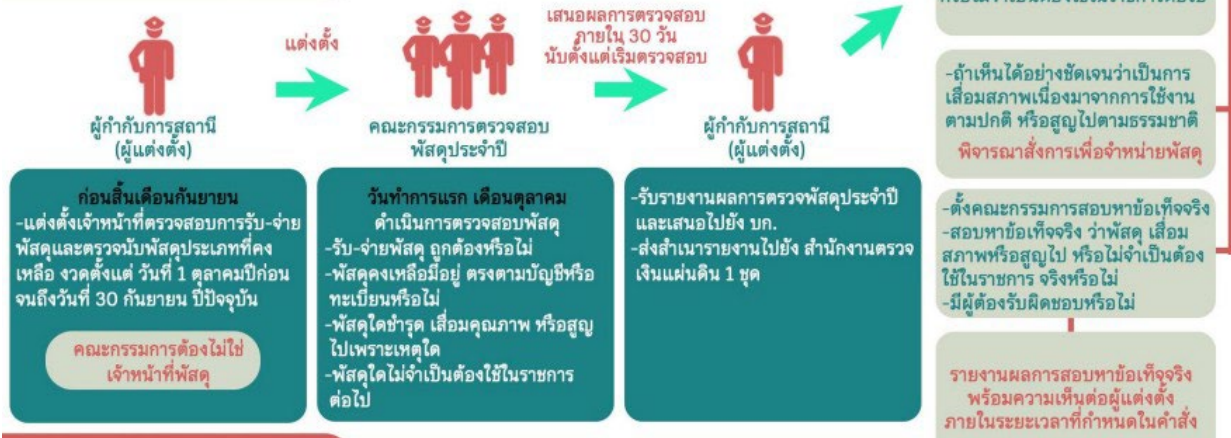 แต่งตั้ง
เสนอผลการตรวจสอบ
ภายใน 30 วัน
นับตั้งแต่เริ่มตรวจสอบ
ผู้กำกับการสถานี
(ผู้แต่งตั้ง)
คณะกรรมการตรวจสอบ
พัสดุประจำปี
ผู้กำกับการสถานี
(ผู้แต่งตั้ง)
ก่อนสิ้นเดือนกันยายน
-แต่งตั้งเจ้าหน้าที่ตรวจสอบการรับ-จ่าย
พัสดุและตรวจนับพัสดุประเภทที่คง
เหลือ งวดตั้งแต่ วันที่ 1 ตุลาคมปีก่อน
จนถึงวันที่ 30 กันยายน ปีปัจจุบัน
คณะกรรมการต้องไม่ใช่
เจ้าหน้าที่พัสดุ
วันทำการแรก เดือนตุลาคม
ดำเนินการตรวจสอบพัสดุ
-รับ-จ่ายพัสดุ ถูกต้องหรือไม่
-พัสดุคงเหลือมีอยู่ ตรงตามบัญชีหรือ
ทะเบียนหรือไม่
-พัสดุใดชำรุด เสื่อมคุณภาพ หรือสูญ
ไปเพราะเหตุใด
-พัสดุใดไม่จำเป็นต้องใช้ในราชการ
ต่อไป
-รับรายงานผลการตรวจพัสดุประจำปี
และเสนอไปยัง บก.
-ส่งสำเนารายงานไปยัง สำนักงานตรวจ
เงินแผ่นดิน 1 ชุด
-ถ้าเห็นได้อย่างชัดเจนว่าเป็นการ
เสื่อมสภาพเนื่องมาจากการใช้งาน
ตามปกติ หรือสูญไปตามธรรมชาติ
พิจารณาสั่งการเพื่อจำหน่ายพัสดุ
-ตั้งคณะกรรมการสอบหาข้อเท็จจริง
-สอบหาข้อเท็จจริง ว่าพัสดุ เสื่อม
สภาพหรือสูญไป หรือไม่จำเป็นต้อง
ใช้ในราชการ จริงหรือไม่
-มีผู้ต้องรับผิดชอบหรือไม่
รายงานผลการสอบหาข้อเท็จจริง
พร้อมความเห็นต่อผู้แต่งตั้ง
ภายในระยะเวลาที่กำหนดในคำสั่ง